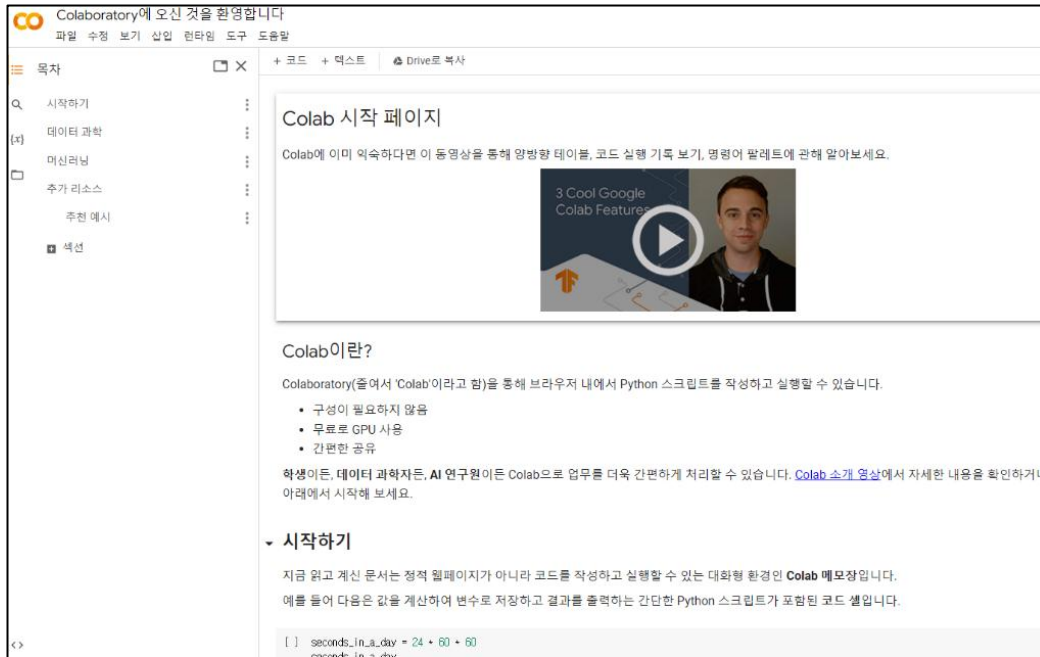 Colaboratory에 오신 것을 환영합니다
파일 수정 보기 삽입 런타임 도구 도움말
목차
+ 코드 + 텍스트 Drive로 복사
시작하기
데이터 과학
머신러닝
추가 리소스
추천 예시
섹션
Colab 시작 페이지
Colab에 이미 익숙하다면 이 동영상을 통해 양방향 테이블, 코드 실행 기록 보기, 명령어 팔레트에 관해 알아보세요.
3 Cool Google
Colab Features
Colab이란?
Colaboratory(줄여서 'Colab'이라고 함)을 통해 브라우저 내에서 Python 스크립트를 작성하고 실행할 수 있습니다.
• 구성이 필요하지 않음
• 무료로 GPU 사용
• 간편한 공유
학생이든, 데이터 과학자든, AI 연구원이든 Colab으로 업무를 더욱 간편하게 처리할 수 있습니다. Colab 소개 영상에서 자세한 내용을 확인하거나
아래에서 시작해 보세요.
시작하기
지금 읽고 계신 문서는 정적 웹페이지가 아니라 코드를 작성하고 실행할 수 있는 대화형 환경인 Colab 메모장입니다.
예를 들어 다음은 값을 계산하여 변수로 저장하고 결과를 출력하는 간단한 Python 스크립트가 포함된 코드 셀입니다.
[ ] seconds_in_a_day = 24 * 60 * 60
seconds_in_a_day